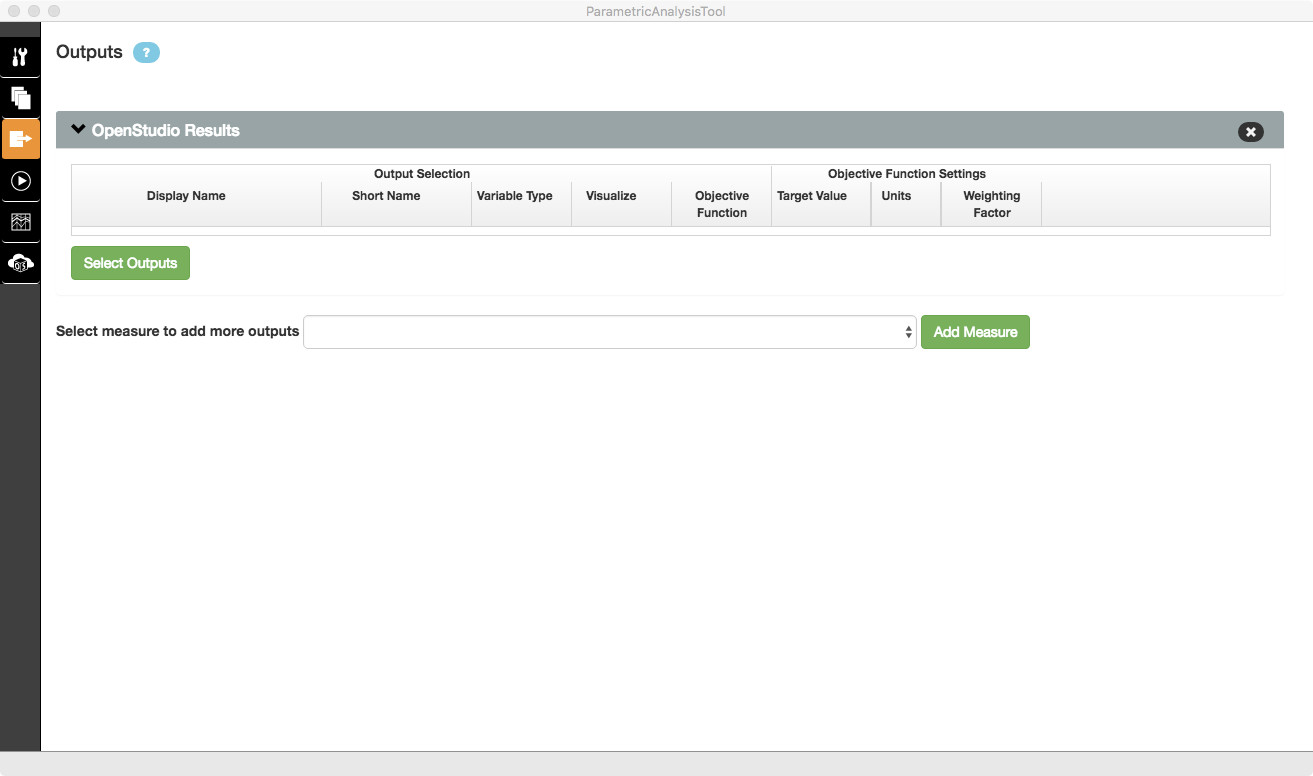 ParametricAnalysisTool
Outputs ?
OpenStudio Results
Output Selection Objective Function Settings
Display Name Short Name Variable Type Visualize Objective Function Target Value Units Weighting Factor
Select Outputs
Select measure to add more outputs Add Measure